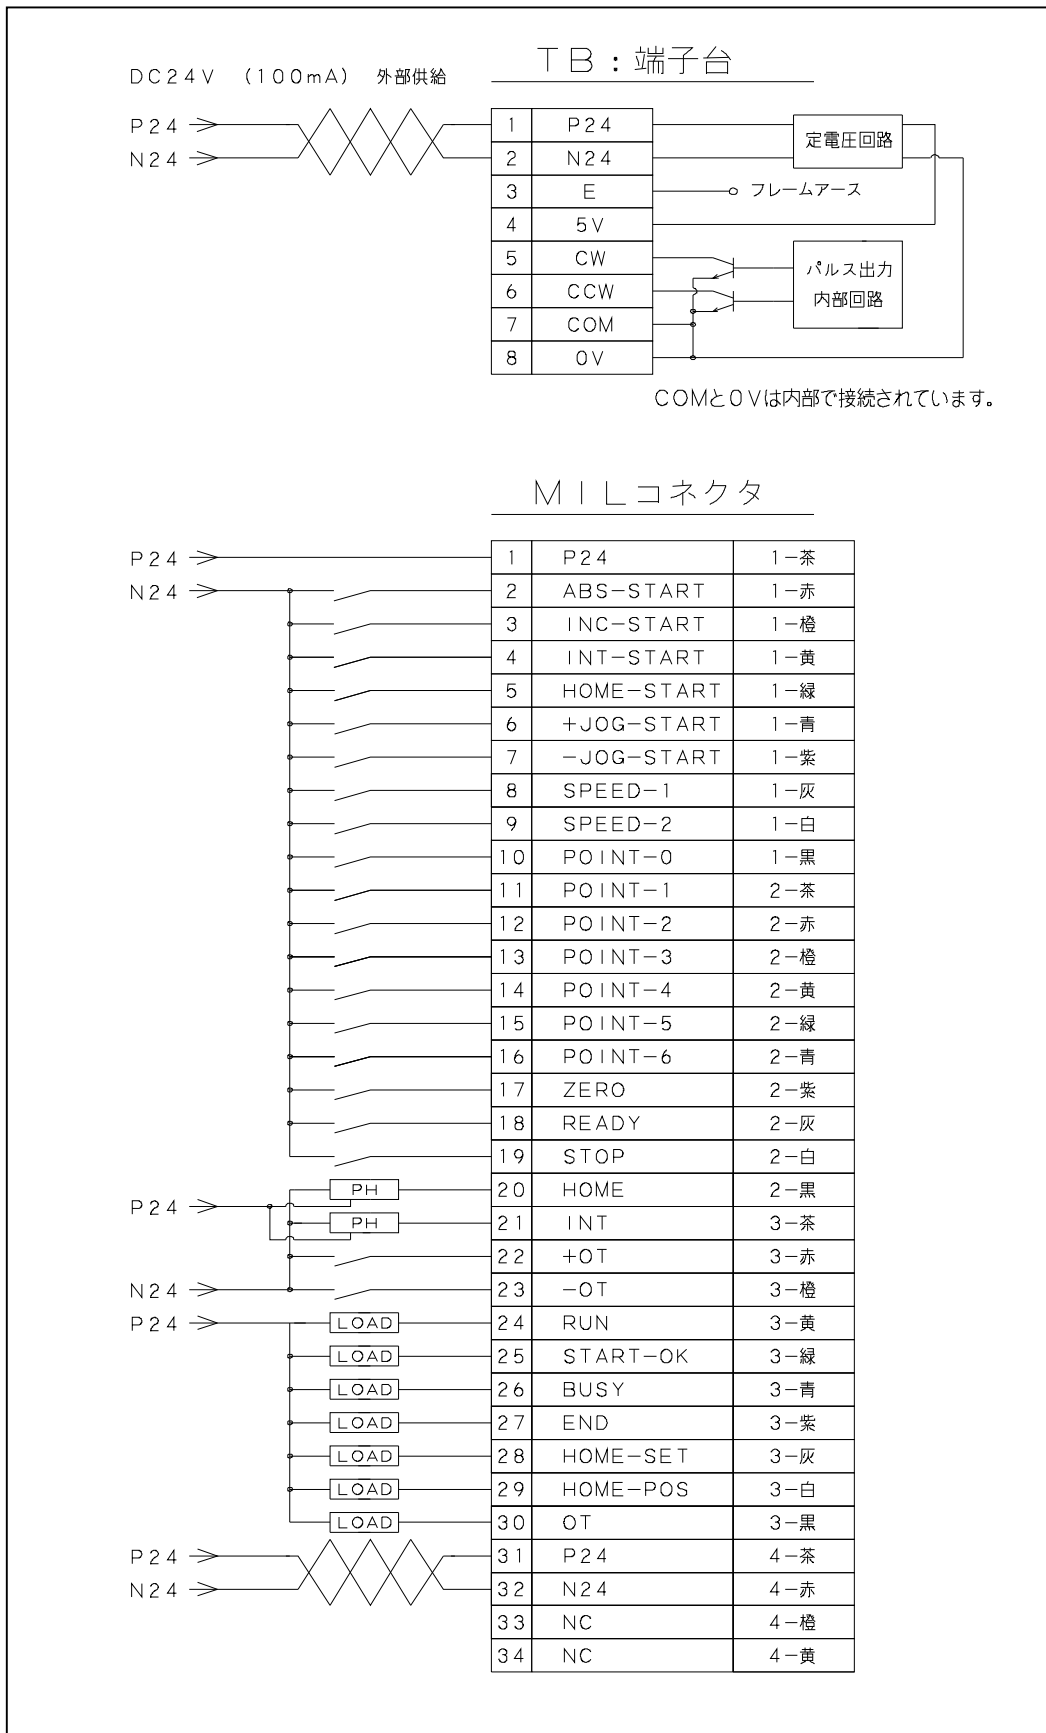 TB：端子台
DC24V （100mA） 外部供給
P24 1 P24 定電圧回路
N24 2 N24
3 E フレームアース
4 5V
5 CW パルス出力
6 CCW 内部回路
7 COM
8 0V
COMと0Vは内部で接続されています。
MILコネクタ
P24 1 P24 1−茶
N24 2 ABS−START 1−赤
3 INC−START 1−橙
4 INT−START 1−黄
5 HOME−START 1−緑
6 +JOG−START 1−青
7 −JOG−START 1−紫
8 SPEED−1 1−灰
9 SPEED−2 1−白
10 POINT−0 1−黒
11 POINT−1 2−茶
12 POINT−2 2−赤
13 POINT−3 2−橙
14 POINT−4 2−黄
15 POINT−5 2−緑
16 POINT−6 2−青
17 ZERO 2−紫
18 READY 2−灰
19 STOP 2−白
PH 20 HOME 2−黒
P24 PH 21 INT 3−茶
22 +OT 3−赤
N24 23 −OT 3−橙
P24 LOAD 24 RUN 3−黄
LOAD 25 START−OK 3−緑
LOAD 26 BUSY 3−青
LOAD 27 END 3−紫
LOAD 28 HOME−SET 3−灰
LOAD 29 HOME−POS 3−白
LOAD 30 OT 3−黒
P24 31 P24 4−茶
N24 32 N24 4−赤
33 NC 4−橙
34 NC 4−黄